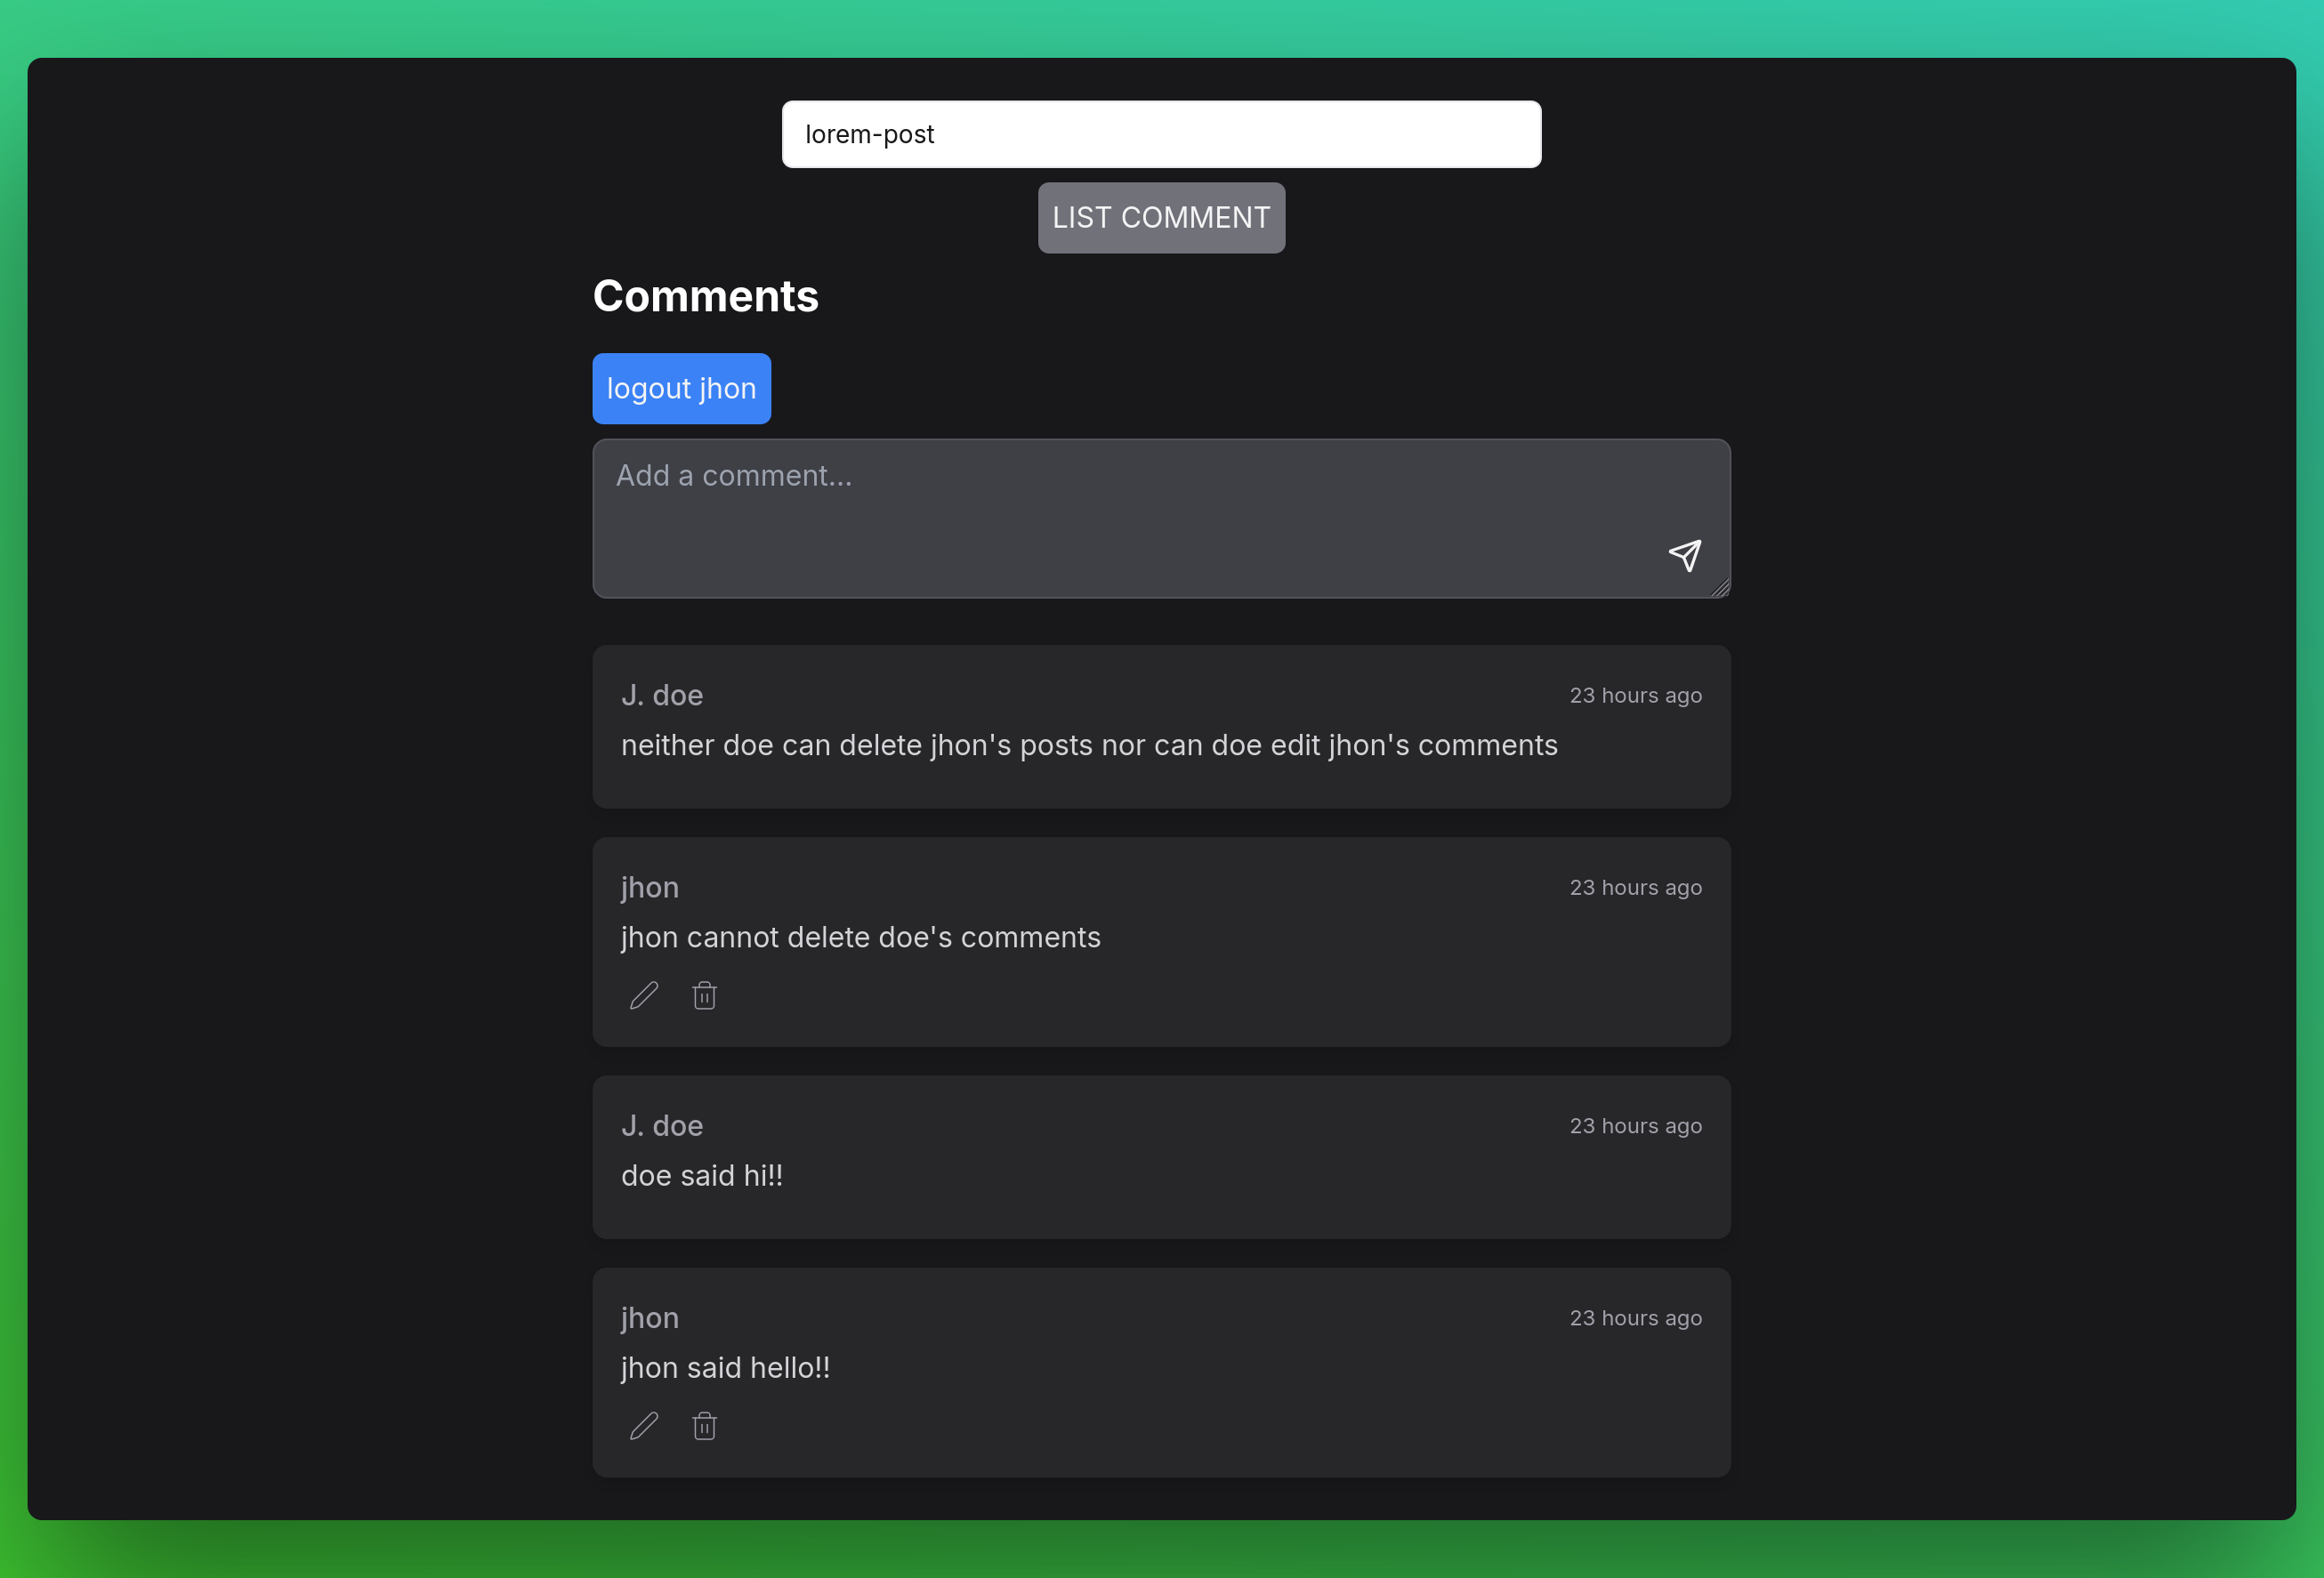 lorem-post
LIST COMMENT
Comments
logout jhon
Add a comment...
J. doe
23 hours ago
neither doe can delete jhon's posts nor can doe edit jhon's comments
jhon
23 hours ago
jhon cannot delete doe's comments
J. doe
23 hours ago
doe said hi!!
jhon
23 hours ago
jhon said hello!!